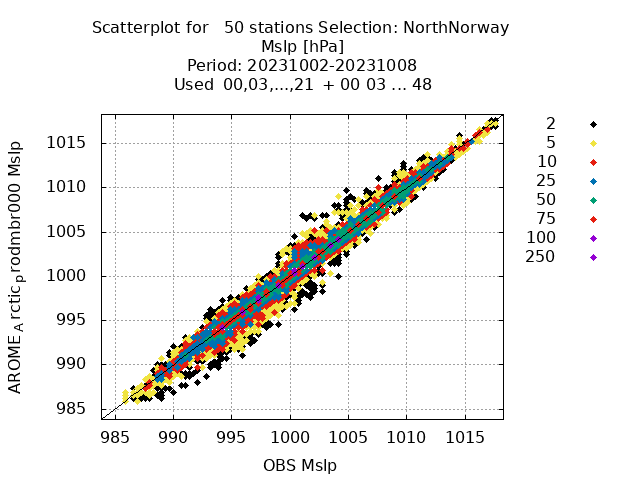 Scatterplot for   50 stations Selection: NorthNorway
Mslp [hPa]
Period: 20231002-20231008
Used  00,03,...,21  + 00 03 ... 48
2
5
10
25
50
75
100
250
AROME_Arctic_prodmbr000 Mslp
1015
1010
1005
1000
995
990
985
985 990 995 1000 1005 1010 1015
OBS Mslp